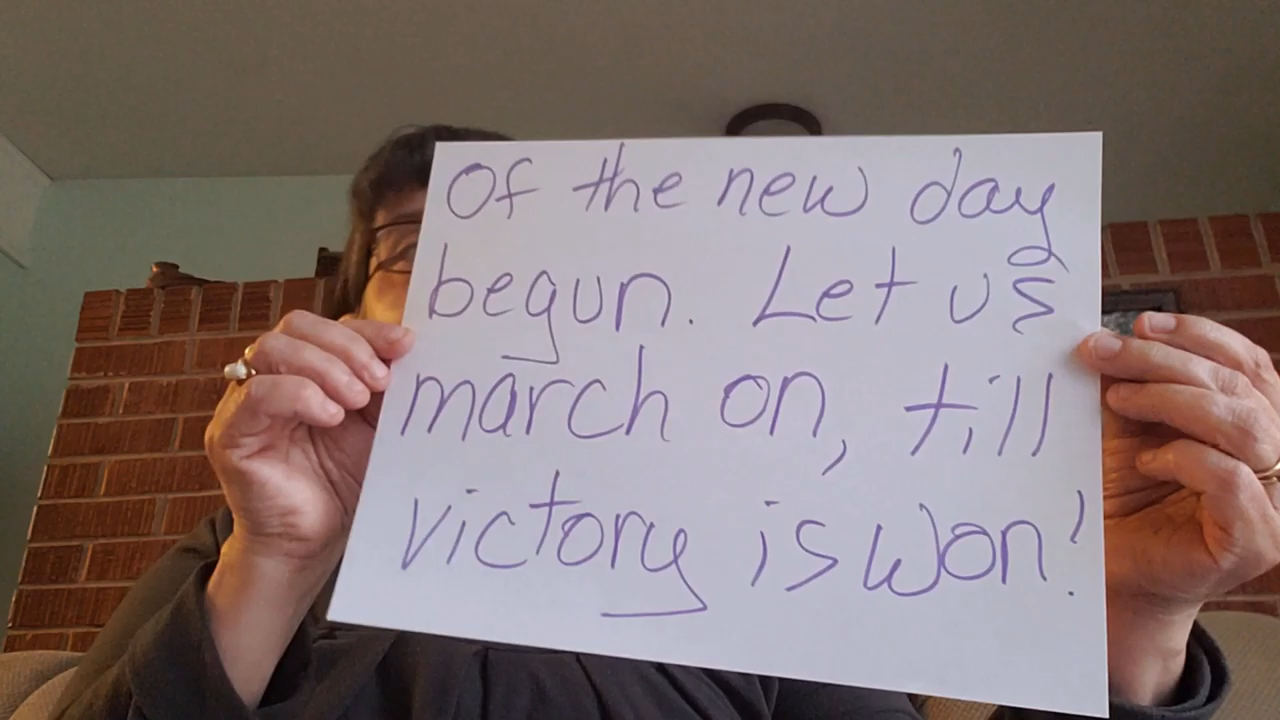 Of the new day
begun. Let us
march on, till
victory is won!